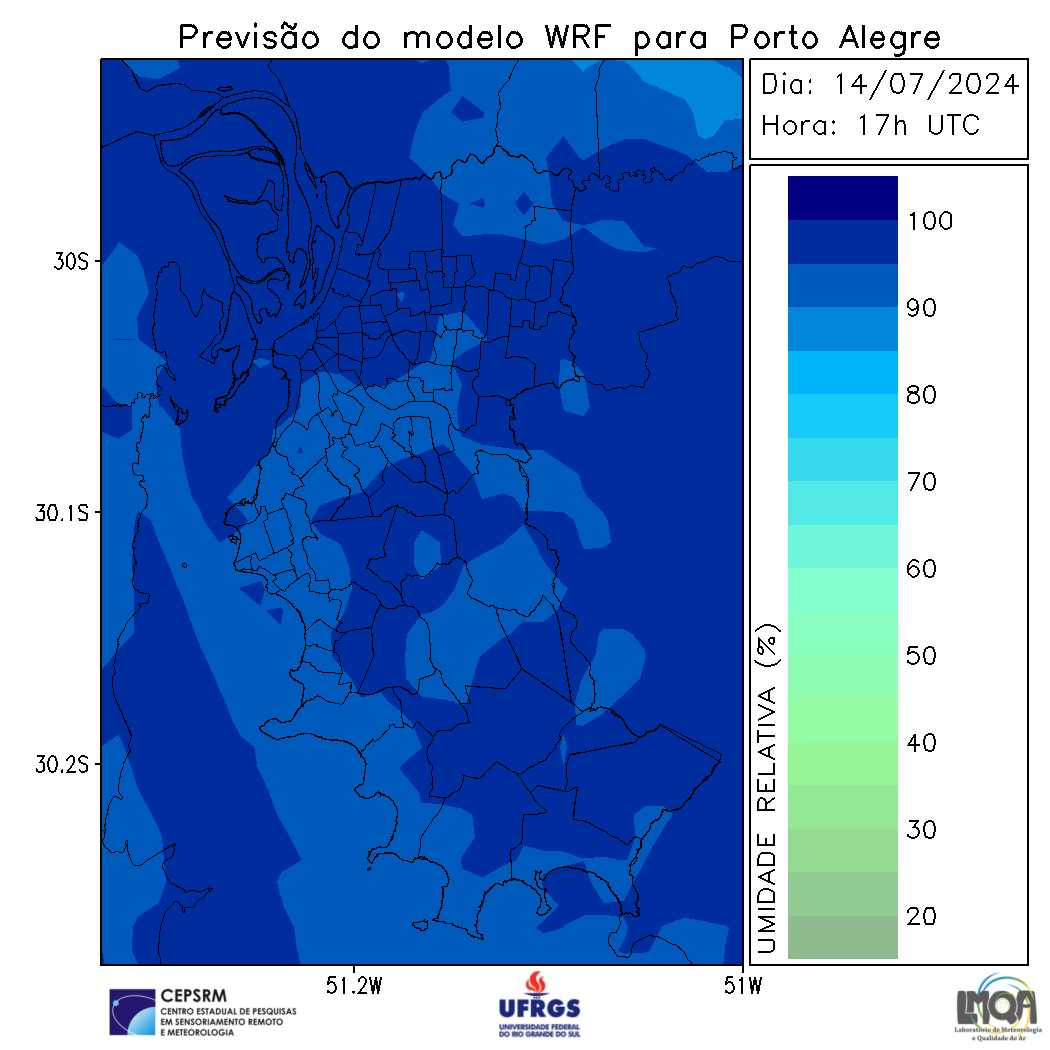 Previsão do modelo WRF para Porto Alegre
Dia: 14/07/2024
Hora: 17h UTC
100
90
80
70
60
50
40
30
20
UMIDADE RELATIVA (%)
30S
30.1S
30.2S
51.2W
51W
CEPSRM
CENTRO ESTADUAL DE PESQUISAS
EM SENSORIAMENTO REMOTO
E METEOROLOGIA
UFRGS
UNIVERSIDADE FEDERAL
DO RIO GRANDE DO SUL
LMQA
Laboratório de Meteorologia
e Qualidade do Ar